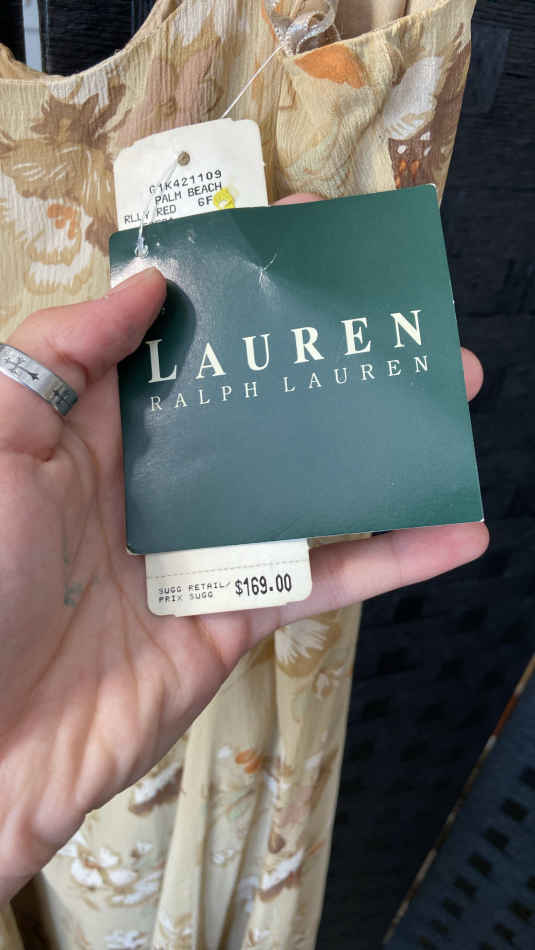 G1K421109
PALM BEACH
RLLY RED 6F
LAUREN
RALPH LAUREN
SUGG RETAIL/
PRIX SUGG $169.00